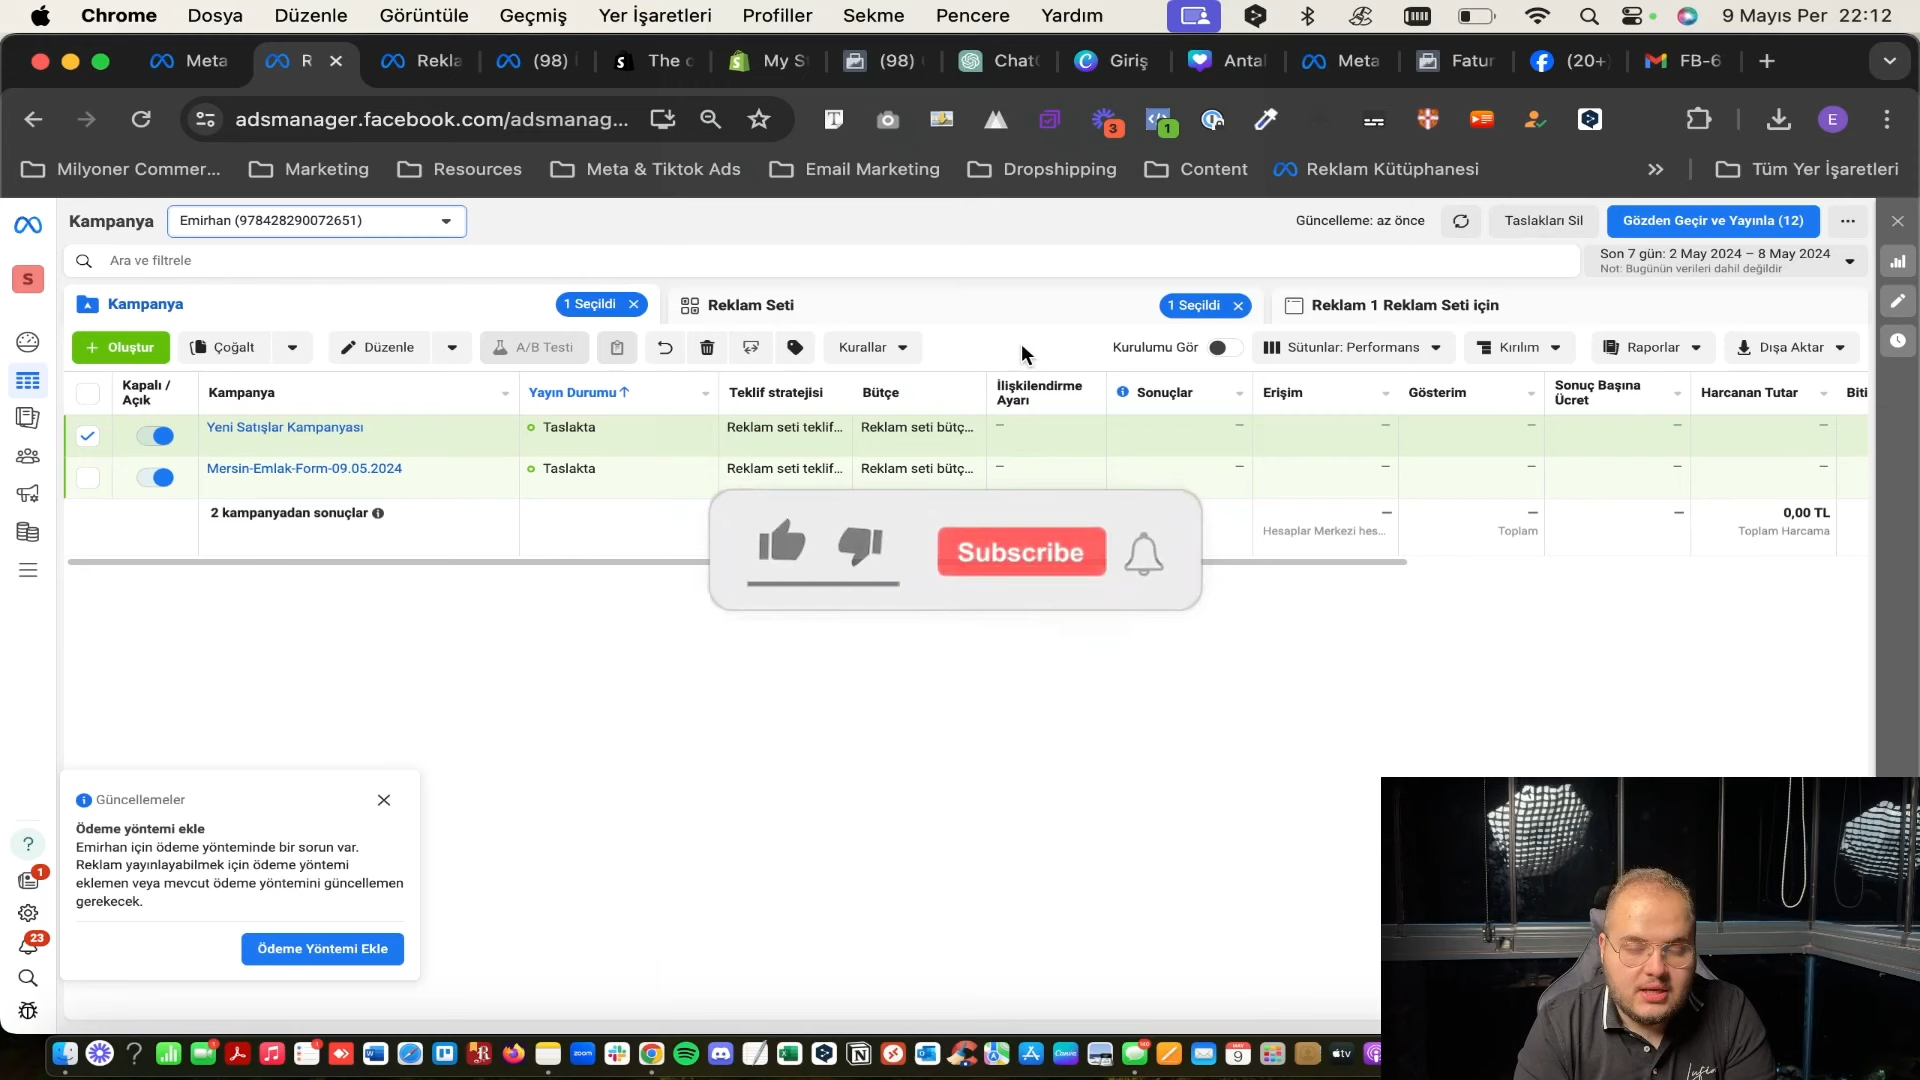 Chrome Dosya Düzenle Görüntüle Geçmiş Yer İşaretleri Profiller Sekme Pencere Yardım 9 Mayıs Per 22:12
Meta R Rekla (98) The c My S (98) Chat Giriş Antal Meta Fatur (20+) FB-6
adsmanager.facebook.com/adsmanag... 3 1 E
Milyoner Commer... Marketing Resources Meta & Tiktok Ads Email Marketing Dropshipping Content Reklam Kütüphanesi Tüm Yer İşaretleri
Kampanya Emirhan (978428290072651) Güncelleme: az önce Taslakları Sil Gözden Geçir ve Yayınla (12)
S
Ara ve filtrele Son 7 gün: 2 May 2024 – 8 May 2024
Not: Bugünün verileri dahil değildir
Kampanya 1 Seçildi Reklam Seti 1 Seçildi Reklam 1 Reklam Seti için
+ Oluştur Çoğalt Düzenle A/B Testi Kurallar Kurulumu Gör Sütunlar: Performans Kırılım Raporlar Dışa Aktar
Kapalı / Açık Kampanya Yayın Durumu ↑ Teklif stratejisi Bütçe İlişkilendirme Ayarı Sonuçlar Erişim Gösterim Sonuç Başına Ücret Harcanan Tutar Biti
Yeni Satışlar Kampanyası Taslakta Reklam seti teklif... Reklam seti bütç... — — — — — —
Mersin-Emlak-Form-09.05.2024 Taslakta Reklam seti teklif... Reklam seti bütç... — — — — — —
2 kampanyadan sonuçlar — — — 0,00 TL
Hesaplar Merkezi hes... Toplam Toplam Harcama
Subscribe
Güncellemeler
Ödeme yöntemi ekle
Emirhan için ödeme yönteminde bir sorun var.
Reklam yayınlayabilmek için ödeme yöntemi
eklemen veya mevcut ödeme yöntemini güncellemen
gerekecek.
Ödeme Yöntemi Ekle
1
23